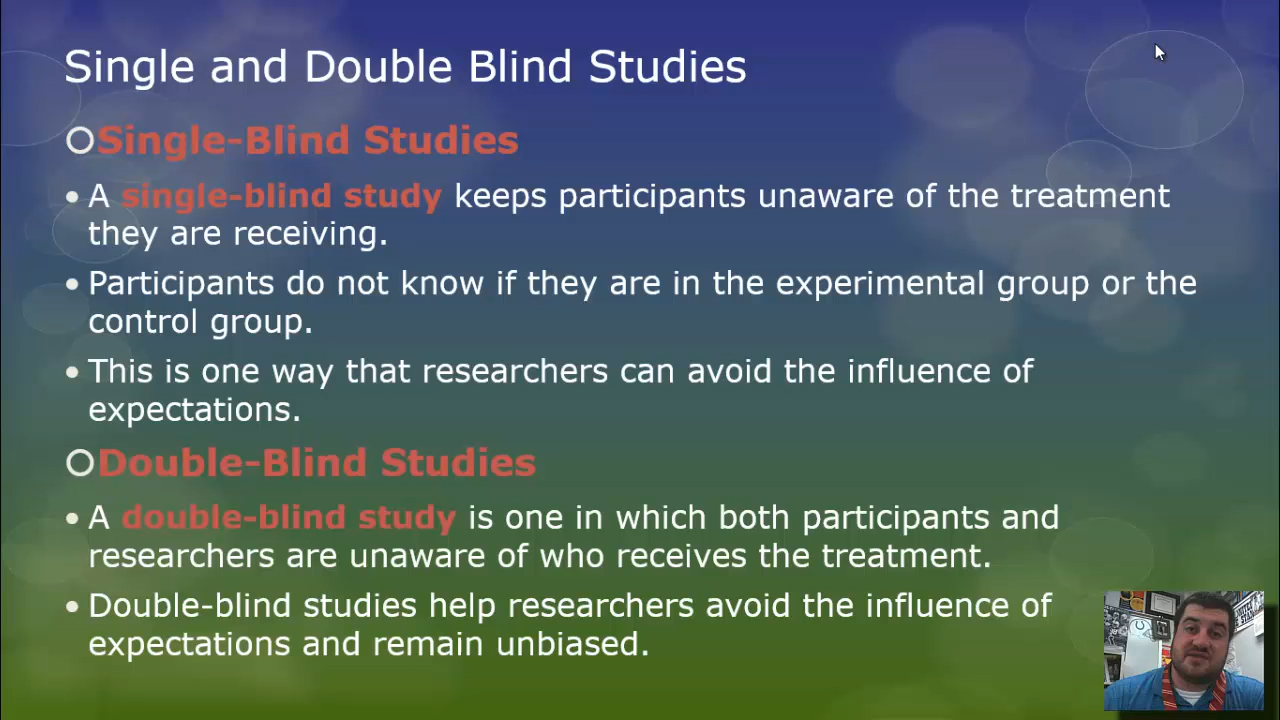 Single and Double Blind Studies
Single-Blind Studies
• A single-blind study keeps participants unaware of the treatment
they are receiving.
• Participants do not know if they are in the experimental group or the
control group.
• This is one way that researchers can avoid the influence of
expectations.
Double-Blind Studies
• A double-blind study is one in which both participants and
researchers are unaware of who receives the treatment.
• Double-blind studies help researchers avoid the influence of
expectations and remain unbiased.